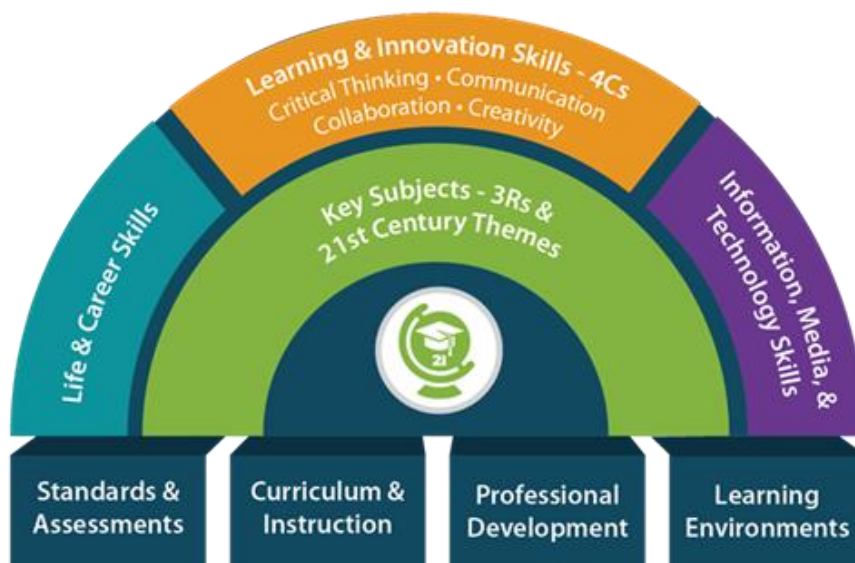 Learning & Innovation Skills - 4Cs
Critical Thinking • Communication
Collaboration • Creativity
Life & Career Skills
Key Subjects - 3Rs &
21st Century Themes
Information, Media, &
Technology Skills
21
Standards &
Assessments
Curriculum &
Instruction
Professional
Development
Learning
Environments